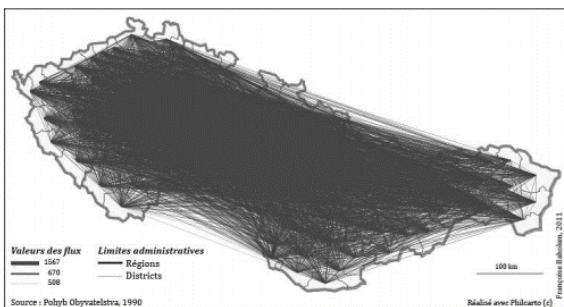 Valeurs des flux
1567
670
508
Limites administratives
Régions
Districts
100 km
Source : Pohyb Obyvatelstva, 1990
Réalisé avec Philcarto (c)
Françoise Bahoken, 2011